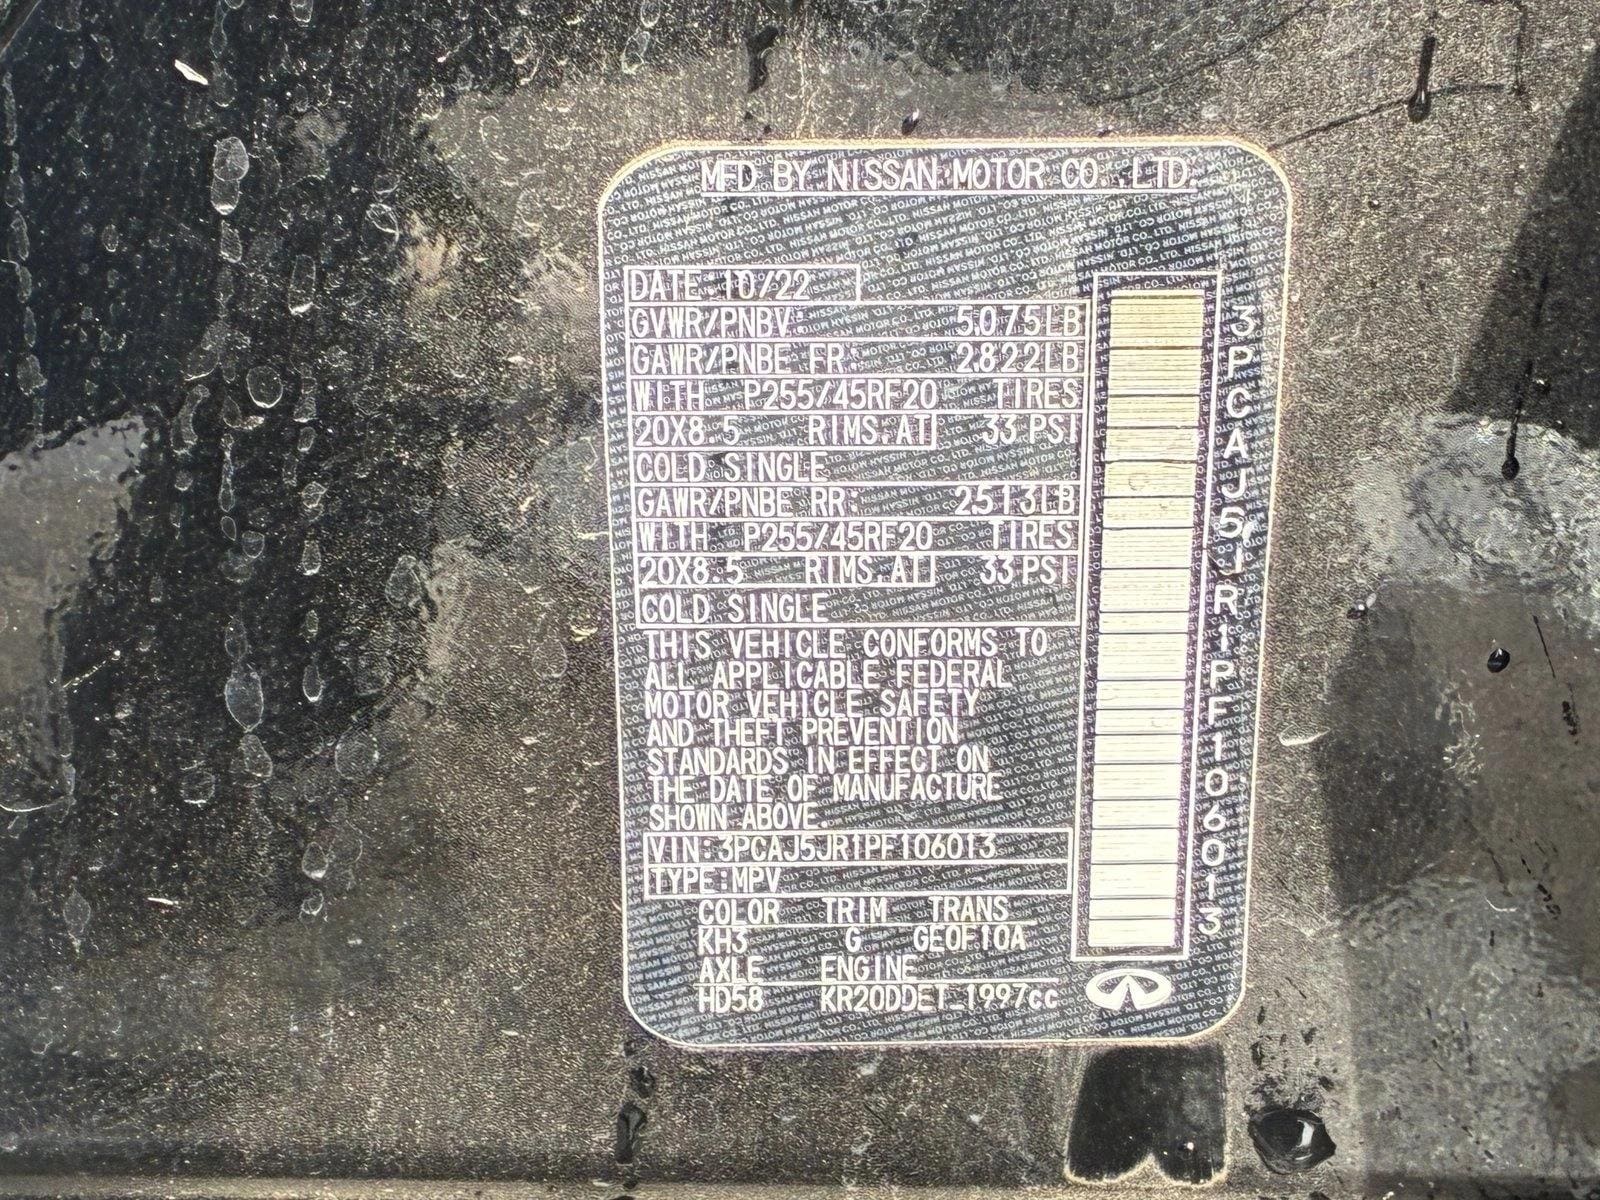 MFD BY NISSAN MOTOR CO.,LTD.
DATE:10/22
GVWR/PNBV: 5075LB
GAWR/PNBE FR: 2822LB
WITH P255/45RF20 TIRES
20X8.5 RIMS,AT 33 PSI
COLD SINGLE
GAWR/PNBE RR: 2513LB
WITH P255/45RF20 TIRES
20X8.5 RIMS,AT 33 PSI
COLD SINGLE
THIS VEHICLE CONFORMS TO
ALL APPLICABLE FEDERAL
MOTOR VEHICLE SAFETY
AND THEFT PREVENTION
STANDARDS IN EFFECT ON
THE DATE OF MANUFACTURE
SHOWN ABOVE
VIN:3PCAJ5JR1PF106013
TYPE:MPV
COLOR TRIM TRANS
KH3 G GEOF10A
AXLE ENGINE
HD58 KR20DDET 1997cc
3PCAJ5JR1PF106013